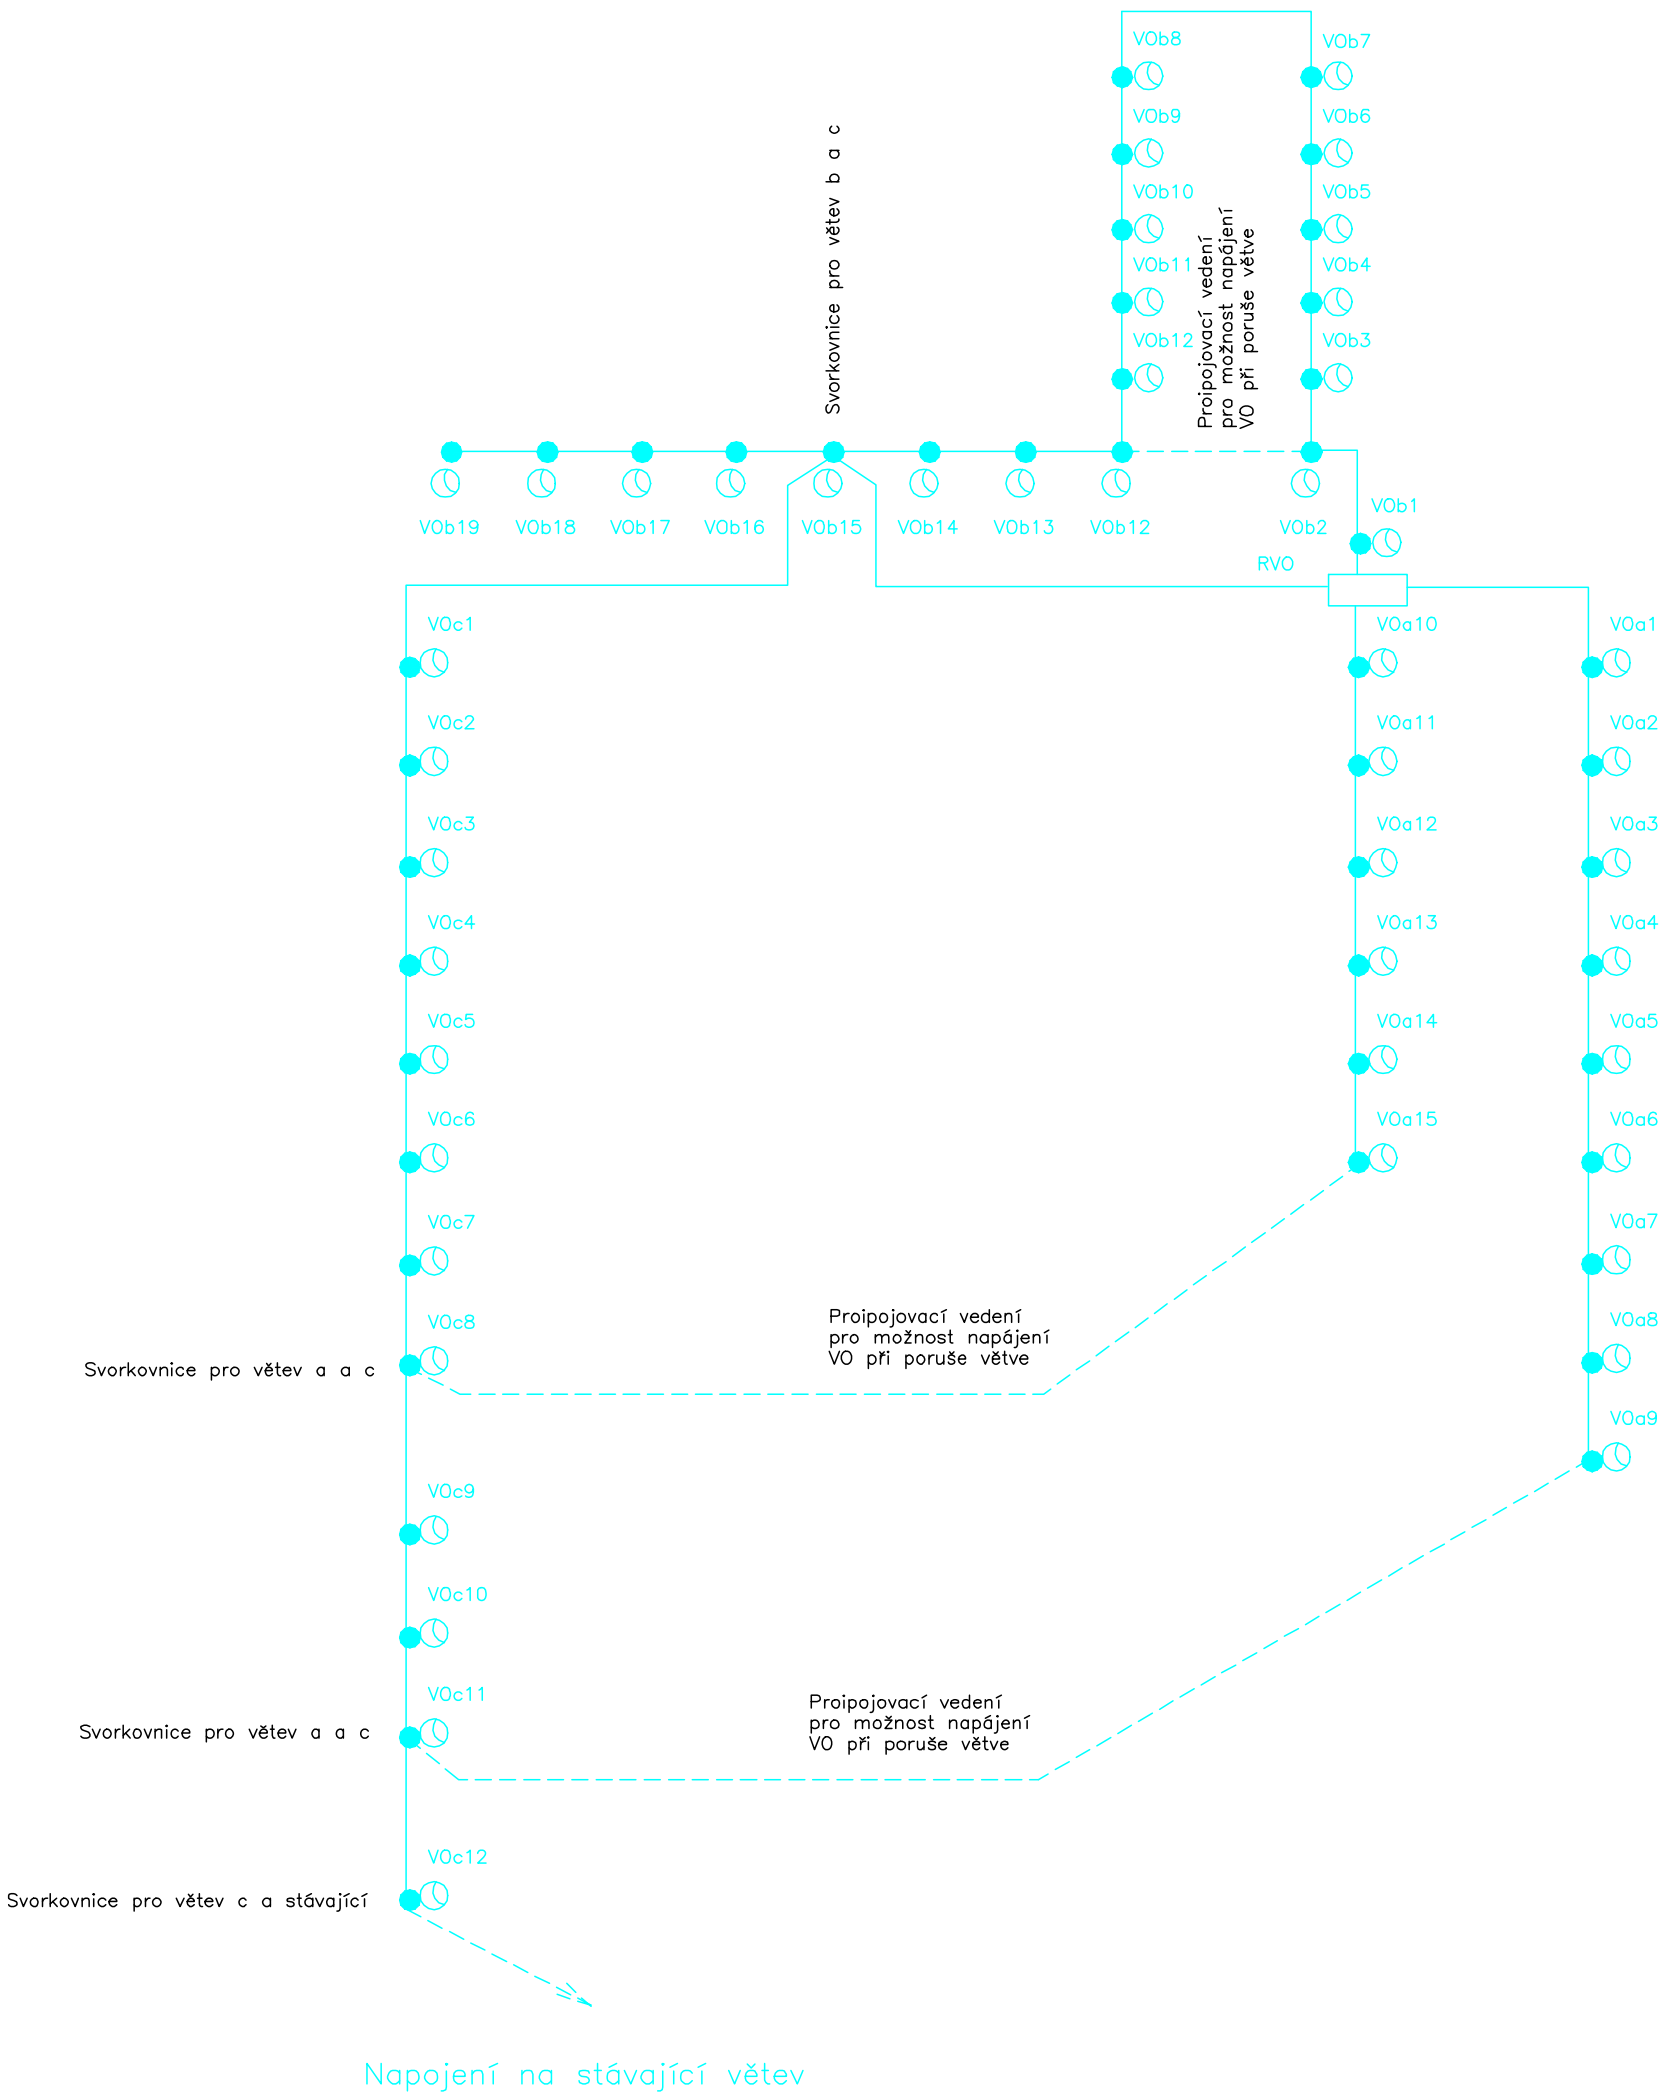 VOb8
VOb7
VOb9
VOb6
VOb10
VOb5
VOb11
VOb4
VOb12
VOb3
Svorkovnice pro větev b a c
Proipojovací vedení
pro možnost napájení
VO při poruše větve
VOb19
VOb18
VOb17
VOb16
VOb15
VOb14
VOb13
VOb12
VOb2
VOb1
RVO
VOc1
VOa10
VOa1
VOc2
VOa11
VOa2
VOc3
VOa12
VOa3
VOc4
VOa13
VOa4
VOc5
VOa14
VOa5
VOc6
VOa15
VOa6
VOc7
VOa7
VOc8
VOa8
Proipojovací vedení
pro možnost napájení
VO při poruše větve
Svorkovnice pro větev a a c
VOa9
VOc9
VOc10
VOc11
Proipojovací vedení
pro možnost napájení
VO při poruše větve
Svorkovnice pro větev a a c
VOc12
Svorkovnice pro větev c a stávající
Napojení na stávající větev